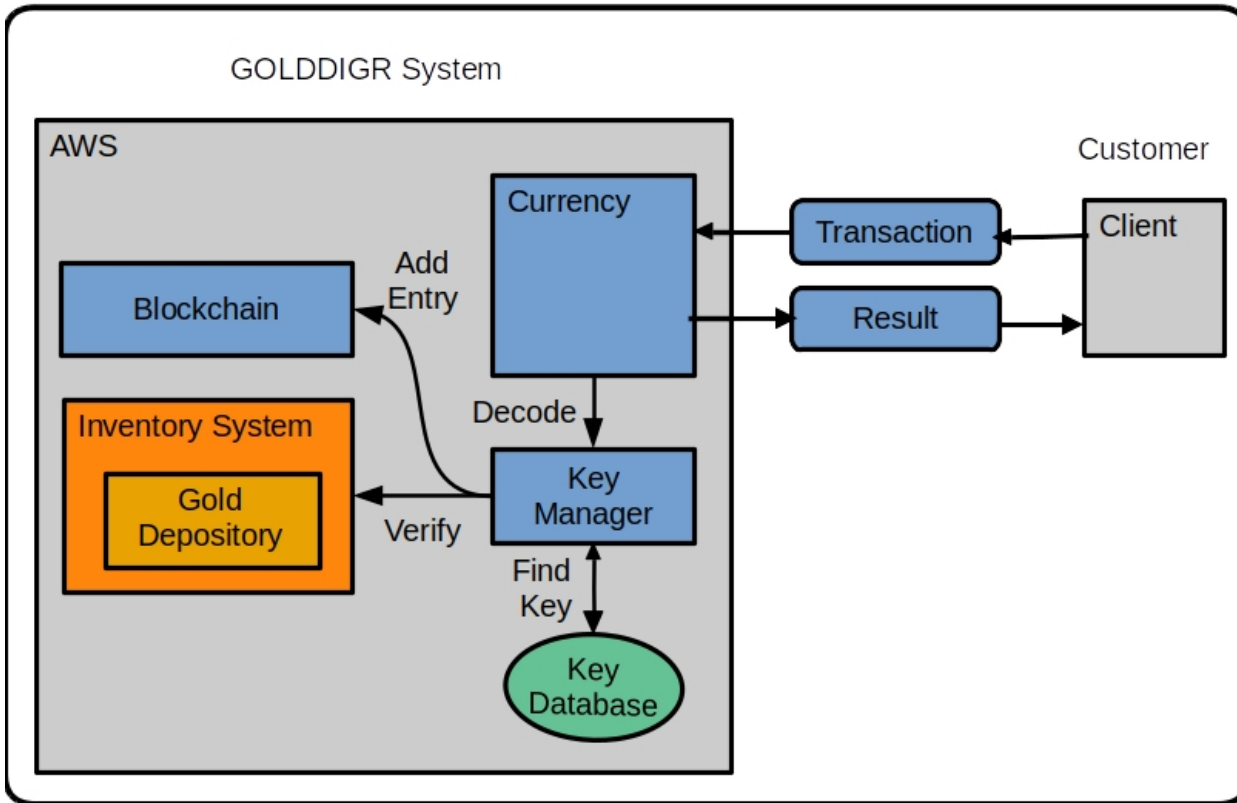 GOLDDIGR System
AWS
Customer
Currency
Transaction
Client
Add
Entry
Blockchain
Result
Decode
Inventory System
Gold
Depository
Verify
Key
Manager
Find
Key
Key
Database